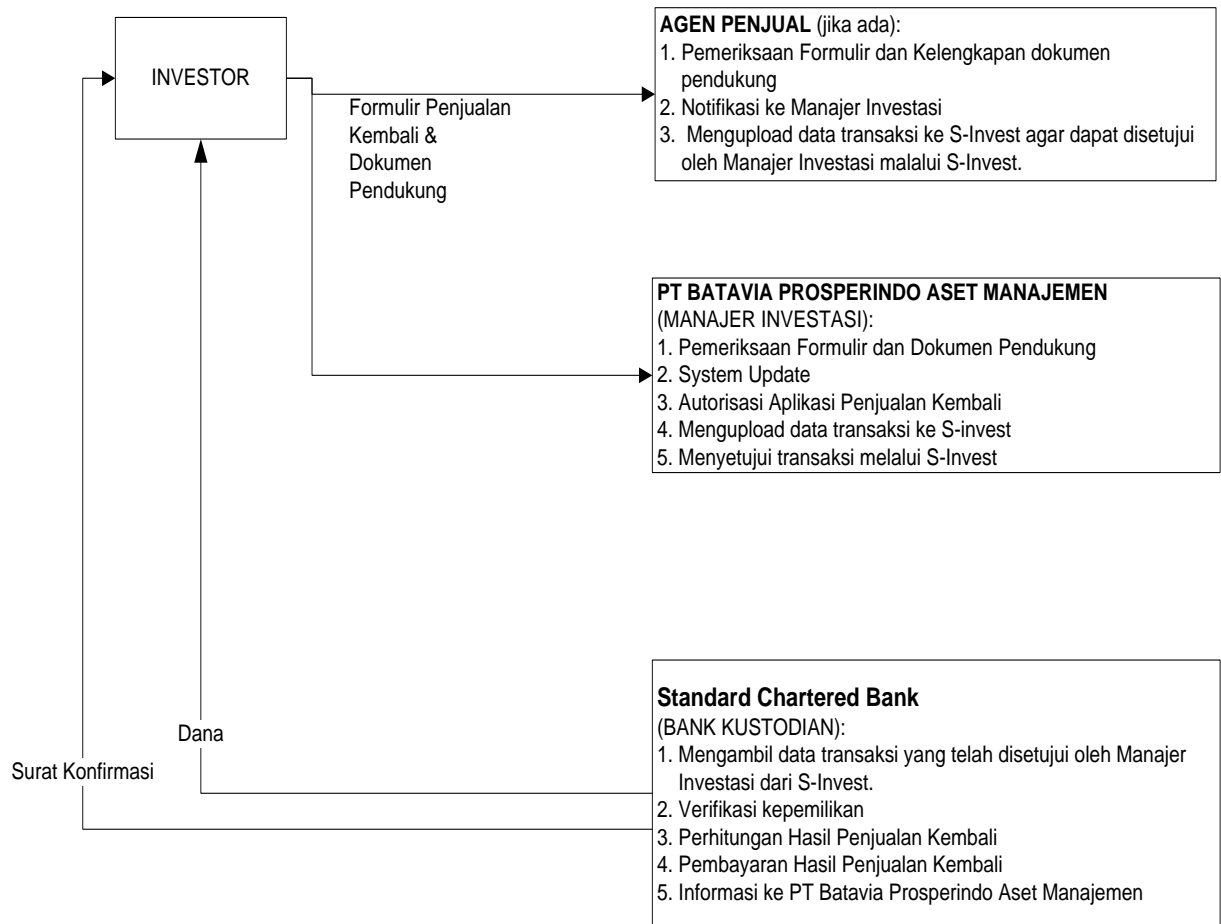 INVESTOR
Formulir Penjualan
Kembali &
Dokumen
Pendukung
AGEN PENJUAL (jika ada):
1. Pemeriksaan Formulir dan Kelengkapan dokumen
pendukung
2. Notifikasi ke Manajer Investasi
3. Mengupload data transaksi ke S-Invest agar dapat disetujui
oleh Manajer Investasi malalui S-Invest.
PT BATAVIA PROSPERINDO ASET MANAJEMEN
(MANAJER INVESTASI):
1. Pemeriksaan Formulir dan Dokumen Pendukung
2. System Update
3. Autorisasi Aplikasi Penjualan Kembali
4. Mengupload data transaksi ke S-invest
5. Menyetujui transaksi melalui S-Invest
Dana
Surat Konfirmasi
Standard Chartered Bank
(BANK KUSTODIAN):
1. Mengambil data transaksi yang telah disetujui oleh Manajer
Investasi dari S-Invest.
2. Verifikasi kepemilikan
3. Perhitungan Hasil Penjualan Kembali
4. Pembayaran Hasil Penjualan Kembali
5. Informasi ke PT Batavia Prosperindo Aset Manajemen